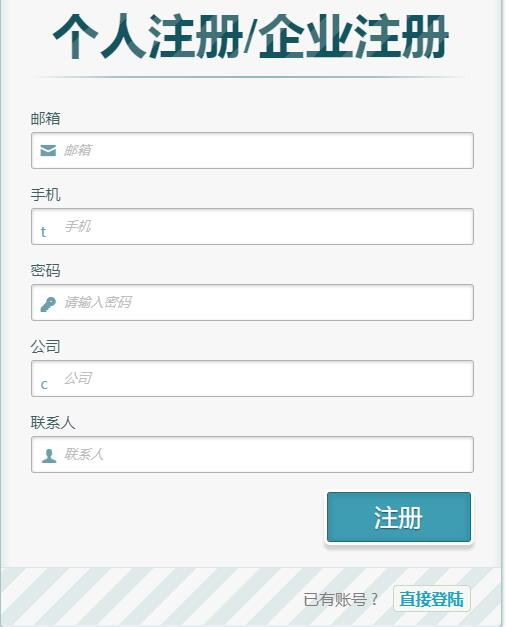 个人注册/企业注册
邮箱
邮箱
手机
t 手机
密码
请输入密码
公司
c 公司
联系人
联系人
注册
已有账号？ 直接登陆